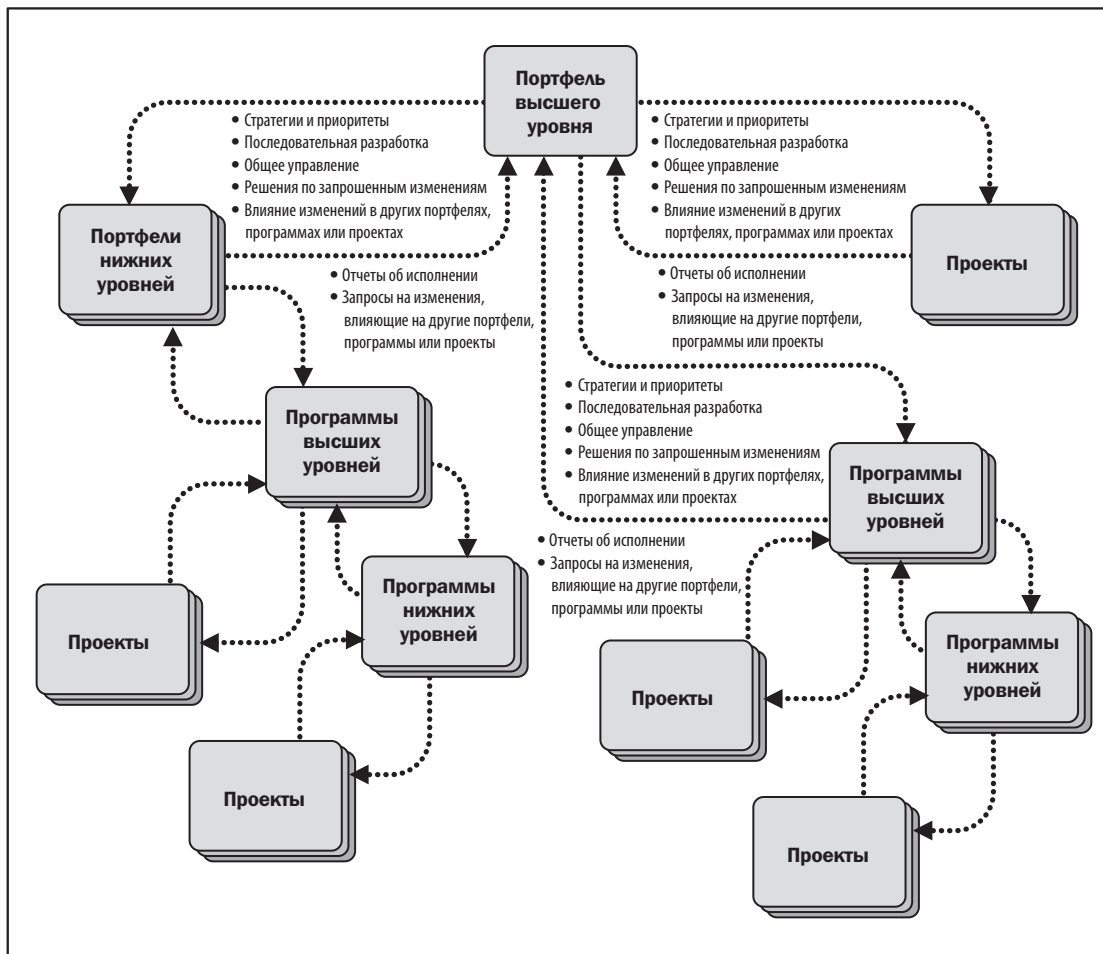 Портфель
высшего
уровня
• Стратегии и приоритеты
• Последовательная разработка
• Общее управление
• Решения по запрошенным изменениям
• Влияние изменений в других портфелях,
программах или проектах
• Стратегии и приоритеты
• Последовательная разработка
• Общее управление
• Решения по запрошенным изменениям
• Влияние изменений в других
портфелях, программах или проектах
Портфели
нижних
уровней
Проекты
• Отчеты об исполнении
• Запросы на изменения,
влияющие на другие портфели,
программы или проекты
• Отчеты об исполнении
• Запросы на изменения,
влияющие на другие портфели,
программы или проекты
• Стратегии и приоритеты
• Последовательная разработка
• Общее управление
• Решения по запрошенным изменениям
• Влияние изменений в других портфелях,
программах или проектах
Программы
высших
уровней
Программы
высших
уровней
• Отчеты об исполнении
• Запросы на изменения,
влияющие на другие портфели,
программы или проекты
Программы
нижних
уровней
Проекты
Программы
нижних
уровней
Проекты
Проекты
Проекты